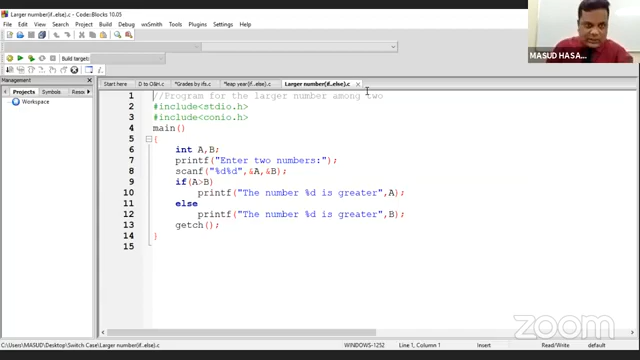 Larger number(if..else).c - Code::Blocks 10.05
File Edit View Search Project Build Debug wxSmith Tools Plugins Settings Help
Build target:
MASUD HASA...
Management
Projects Symbols Resou
Workspace
Start here D to O&H.c *Grades by ifs.c *leap year(if...else).c Larger number(if..else).c
1 //Program for the larger number among two
2 #include<stdio.h>
3 #include<conio.h>
4 main()
5 {
6 int A,B;
7 printf("Enter two numbers:");
8 scanf("%d%d",&A,&B);
9 if(A>B)
10 printf("The number %d is greater",A);
11 else
12 printf("The number %d is greater",B);
13 getch();
14 }
15
zoom
C:\Users\MASUD\Desktop\Switch Case\Larger number(if..else).c WINDOWS-1252 Line 1, Column 1 Insert Read/Write default